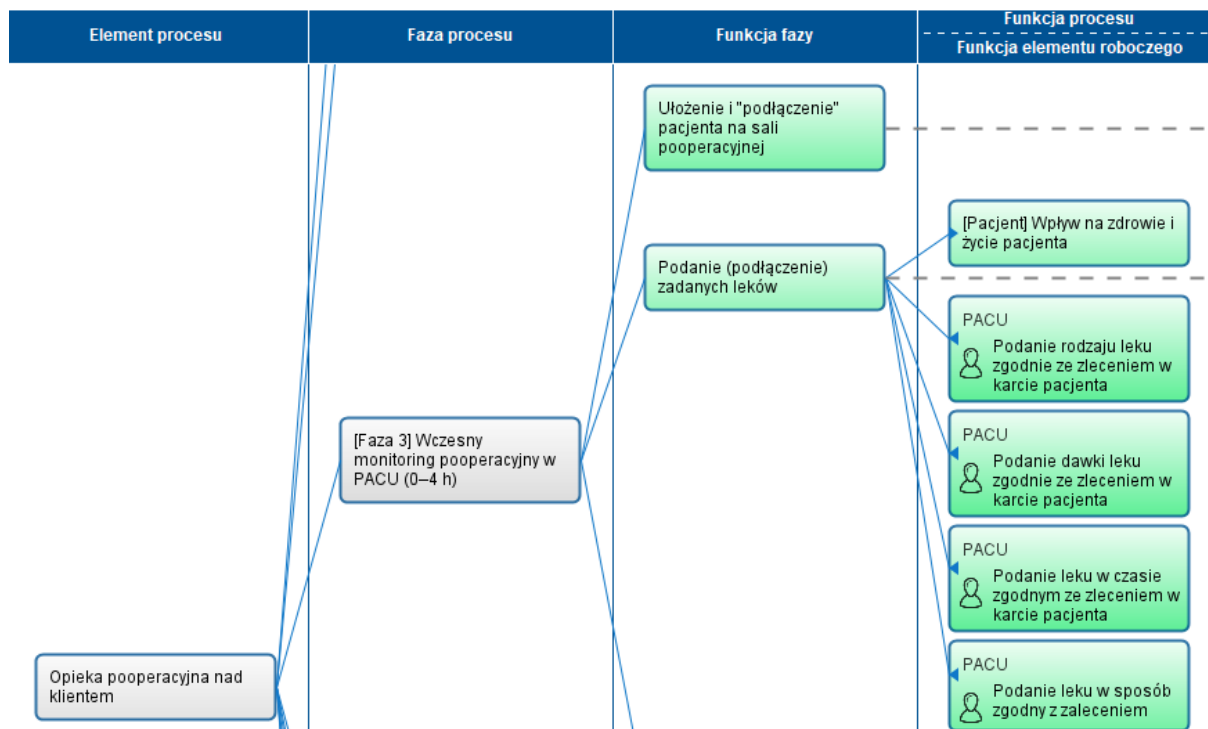 Element procesu
Faza procesu
Funkcja fazy
Funkcja procesu
Funkcja elementu roboczego
Ułożenie i "podłączenie"
pacjenta na sali
pooperacyjnej
[Pacjent] Wpływ na zdrowie i
życie pacjenta
Podanie (podłączenie)
zadanych leków
PACU
Podanie rodzaju leku
zgodnie ze zleceniem w
karcie pacjenta
[Faza 3] Wczesny
monitoring pooperacyjny w
PACU (0–4 h)
PACU
Podanie dawki leku
zgodnie ze zleceniem w
karcie pacjenta
PACU
Podanie leku w czasie
zgodnym ze zleceniem w
karcie pacjenta
Opieka pooperacyjna nad
klientem
PACU
Podanie leku w sposób
zgodny z zaleceniem